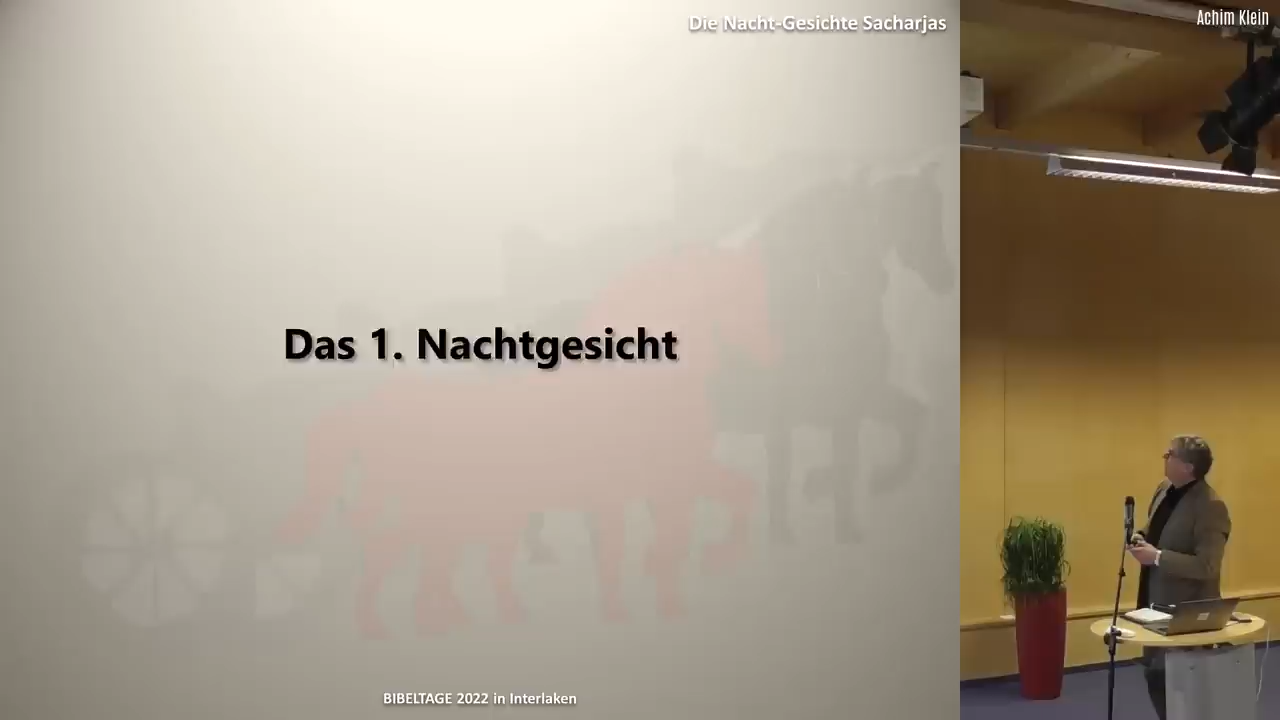 Die Nacht-Gesichte Sacharjas
Achim Klein
Das 1. Nachtgesicht
BIBELTAGE 2022 in Interlaken